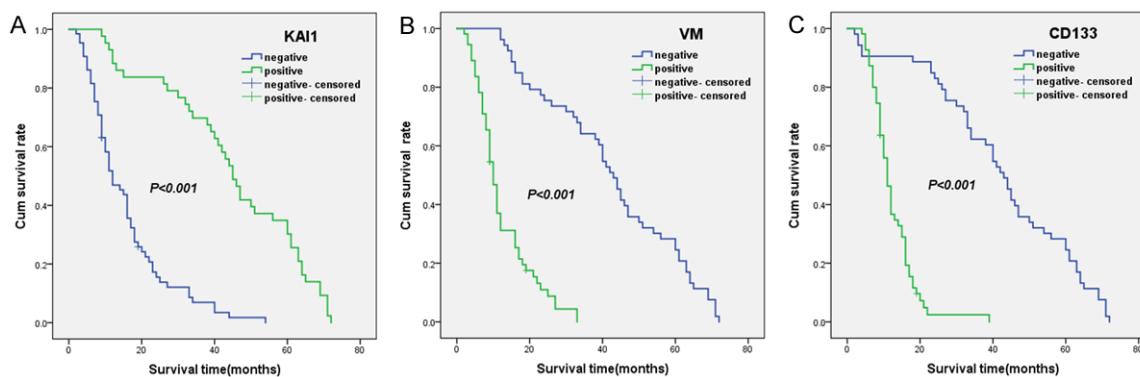 A
KAI1
negative
positive
negative- censored
positive- censored
P<0.001
Cum survival rate
1.0
0.8
0.6
0.4
0.2
0.0
0
20
40
60
80
Survival time(months)
B
VM
negative
positive
negative- censored
positive- censored
P<0.001
Cum survival rate
1.0
0.8
0.6
0.4
0.2
0.0
0
20
40
60
80
Survival time(months)
C
CD133
negative
positive
negative- censored
positive- censored
P<0.001
Cum survival rate
1.0
0.8
0.6
0.4
0.2
0.0
0
20
40
60
80
Survival time(months)